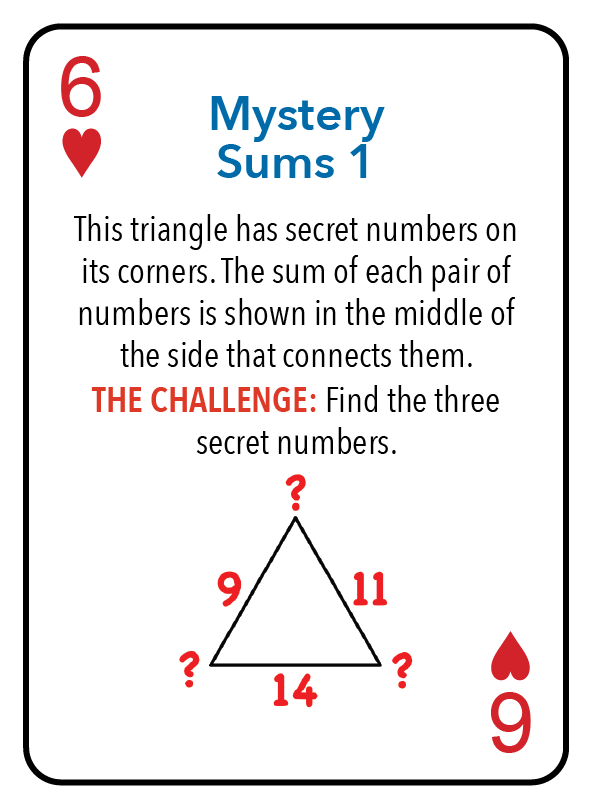 6
Mystery
Sums 1
This triangle has secret numbers on
its corners. The sum of each pair of
numbers is shown in the middle of
the side that connects them.
THE CHALLENGE: Find the three
secret numbers.
?
9 11
? ?
14
6